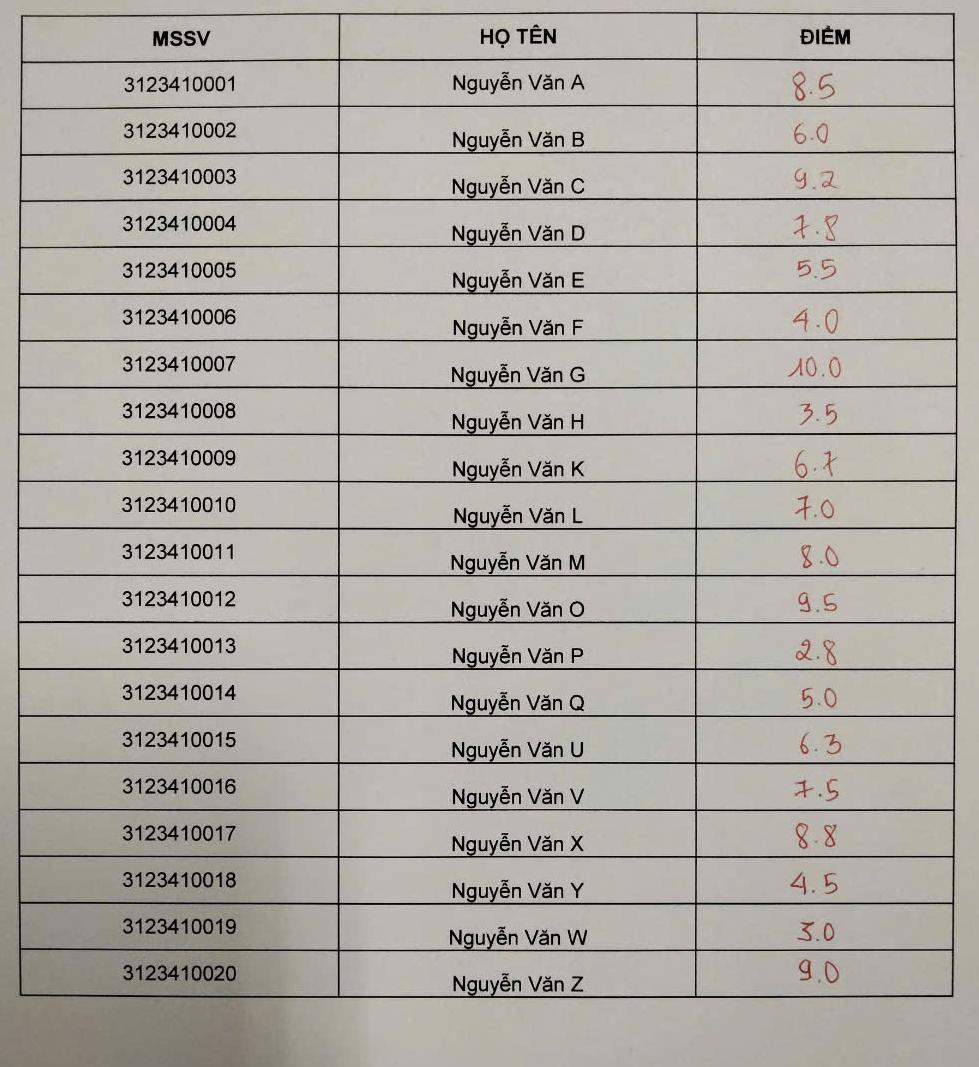 MSSV HỌ TÊN ĐIỂM
3123410001 Nguyễn Văn A 8.5
3123410002 Nguyễn Văn B 6.0
3123410003 Nguyễn Văn C 9.2
3123410004 Nguyễn Văn D 7.8
3123410005 Nguyễn Văn E 5.5
3123410006 Nguyễn Văn F 4.0
3123410007 Nguyễn Văn G 10.0
3123410008 Nguyễn Văn H 3.5
3123410009 Nguyễn Văn K 6.7
3123410010 Nguyễn Văn L 7.0
3123410011 Nguyễn Văn M 8.0
3123410012 Nguyễn Văn O 9.5
3123410013 Nguyễn Văn P 2.8
3123410014 Nguyễn Văn Q 5.0
3123410015 Nguyễn Văn U 6.3
3123410016 Nguyễn Văn V 7.5
3123410017 Nguyễn Văn X 8.8
3123410018 Nguyễn Văn Y 4.5
3123410019 Nguyễn Văn W 3.0
3123410020 Nguyễn Văn Z 9.0